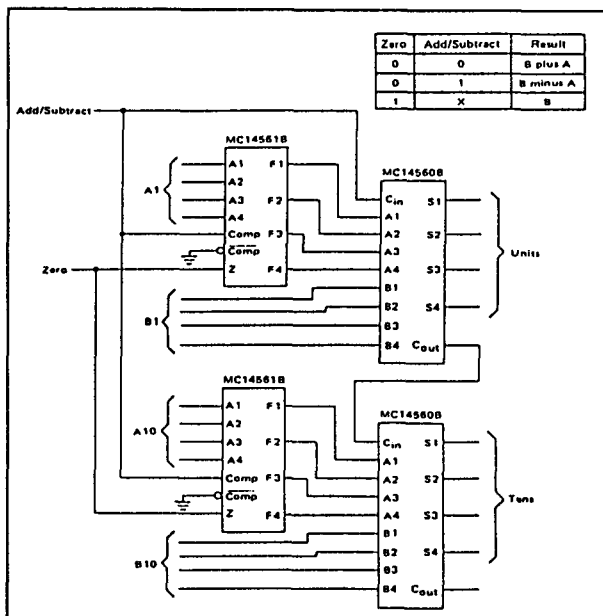 Zero Add/Subtract Result
0 0 B plus A
0 1 B minus A
1 X B
Add/Subtract
MC14561B
A1 F1
A2 F2
A3 F3
A4 F4
Comp
Comp
Z
A1
Zero
B1
MC14560B
Cin S1
A1 S2
A2 S3
A3 S4
A4
B1
B2
B3
B4 Cout
Units
MC14561B
A1 F1
A2 F2
A3 F3
A4 F4
Comp
Comp
Z
A10
B10
MC14560B
Cin S1
A1 S2
A2 S3
A3 S4
A4
B1
B2
B3
B4 Cout
Tens